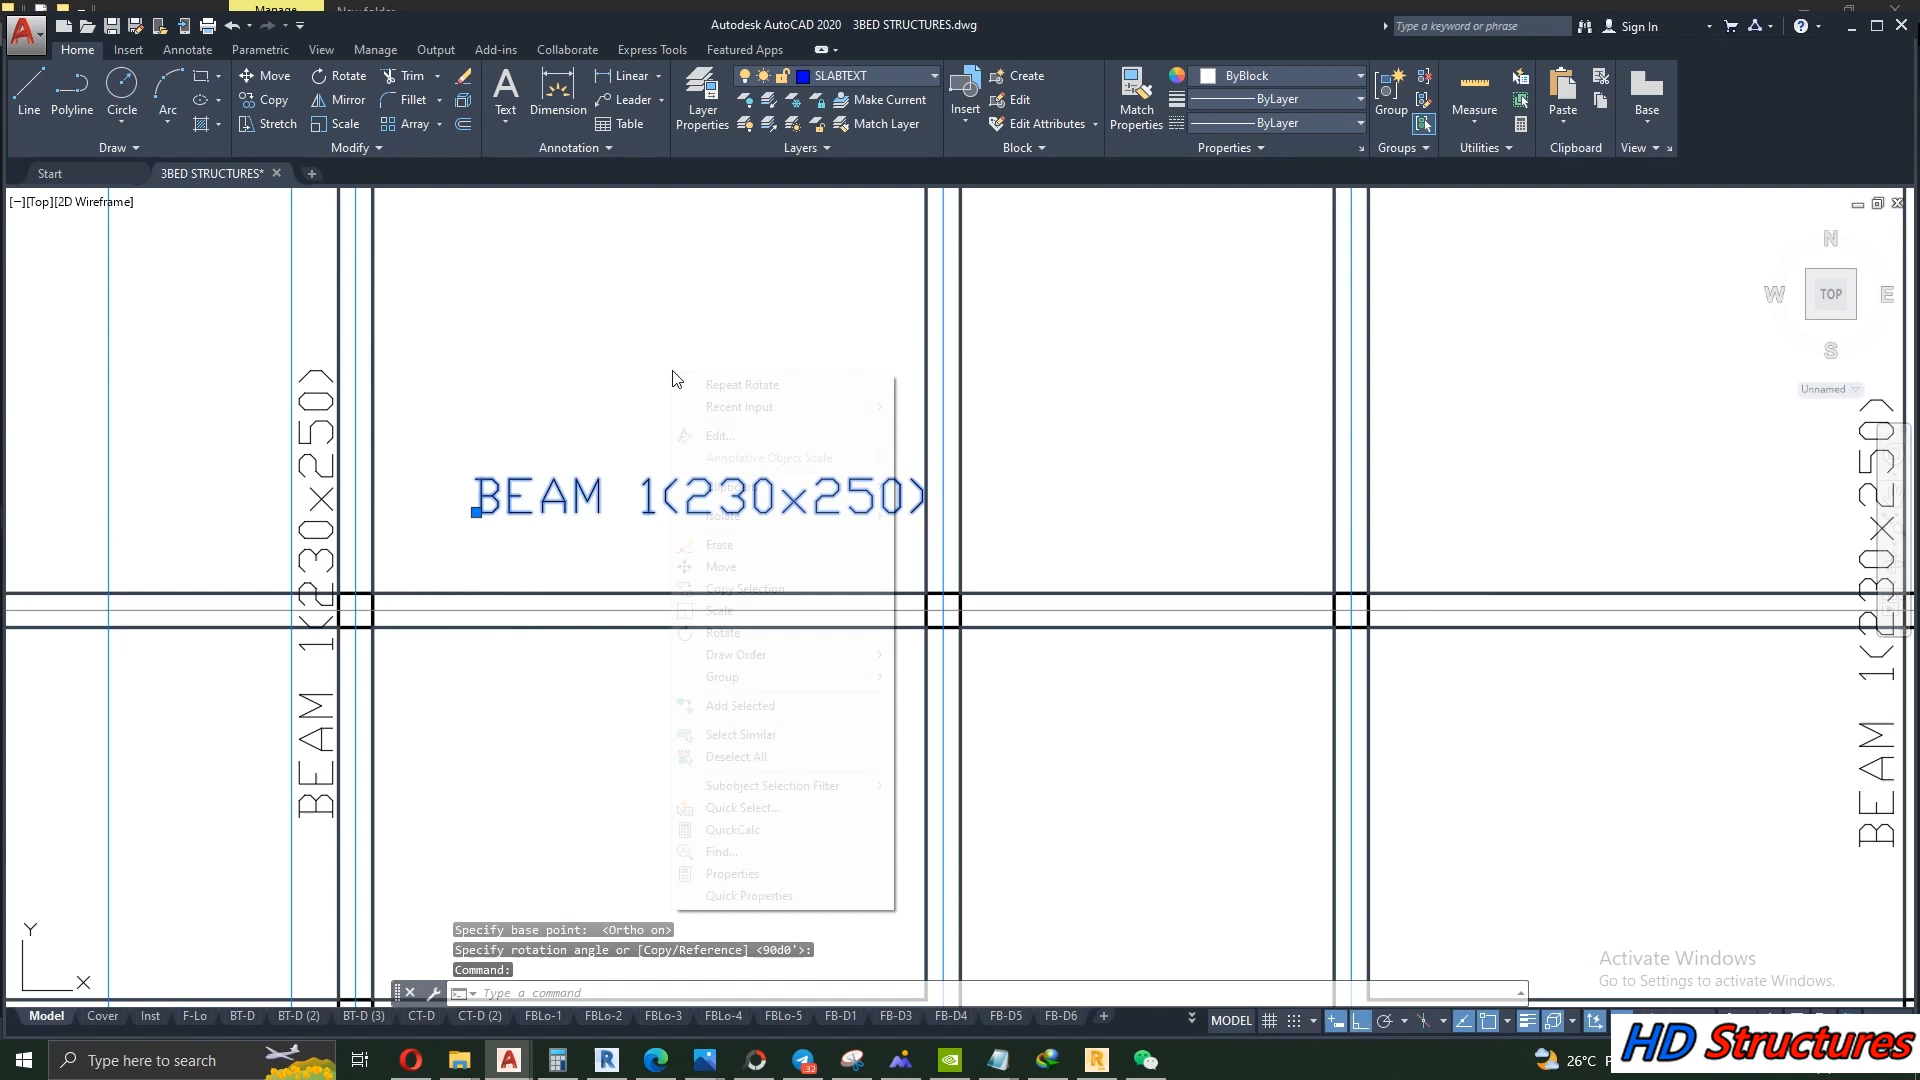 Manage
New folder
Autodesk AutoCAD 2020 3BED STRUCTURES.dwg
Type a keyword or phrase
Sign In
Home Insert Annotate Parametric View Manage Output Add-ins Collaborate Express Tools Featured Apps
Line Polyline Circle Arc
Move Rotate Trim
Copy Mirror Fillet
Stretch Scale Array
Text Dimension
Linear
Leader
Table
Layer Properties
SLABTEXT
Make Current
Match Layer
Insert
Create
Edit
Edit Attributes
Match Properties
ByBlock
ByLayer
ByLayer
Group
Measure
Paste
Base
Draw Modify Annotation Layers Block Properties Groups Utilities Clipboard View
Start 3BED STRUCTURES*
[−][Top][2D Wireframe]
N
W TOP E
S
Unnamed
BEAM 1(230x250)
BEAM 1(230x250)
BEAM 1(230x250)
Repeat Rotate
Recent Input
Edit...
Annotative Object Scale
Clipboard
Isolate
Erase
Move
Copy Selection
Scale
Rotate
Draw Order
Group
Add Selected
Select Similar
Deselect All
Subobject Selection Filter
Quick Select...
QuickCalc
Find...
Properties
Quick Properties
Y
X
Specify base point: <Ortho on>
Specify rotation angle or [Copy/Reference] <90d0'>:
Command:
Type a command
Activate Windows
Go to Settings to activate Windows.
Model Cover Inst F-Lo BT-D BT-D (2) BT-D (3) CT-D CT-D (2) FBLo-1 FBLo-2 FBLo-3 FBLo-4 FBLo-5 FB-D1 FB-D3 FB-D4 FB-D5 FB-D6
MODEL
Type here to search
32
26°C
HD Structures